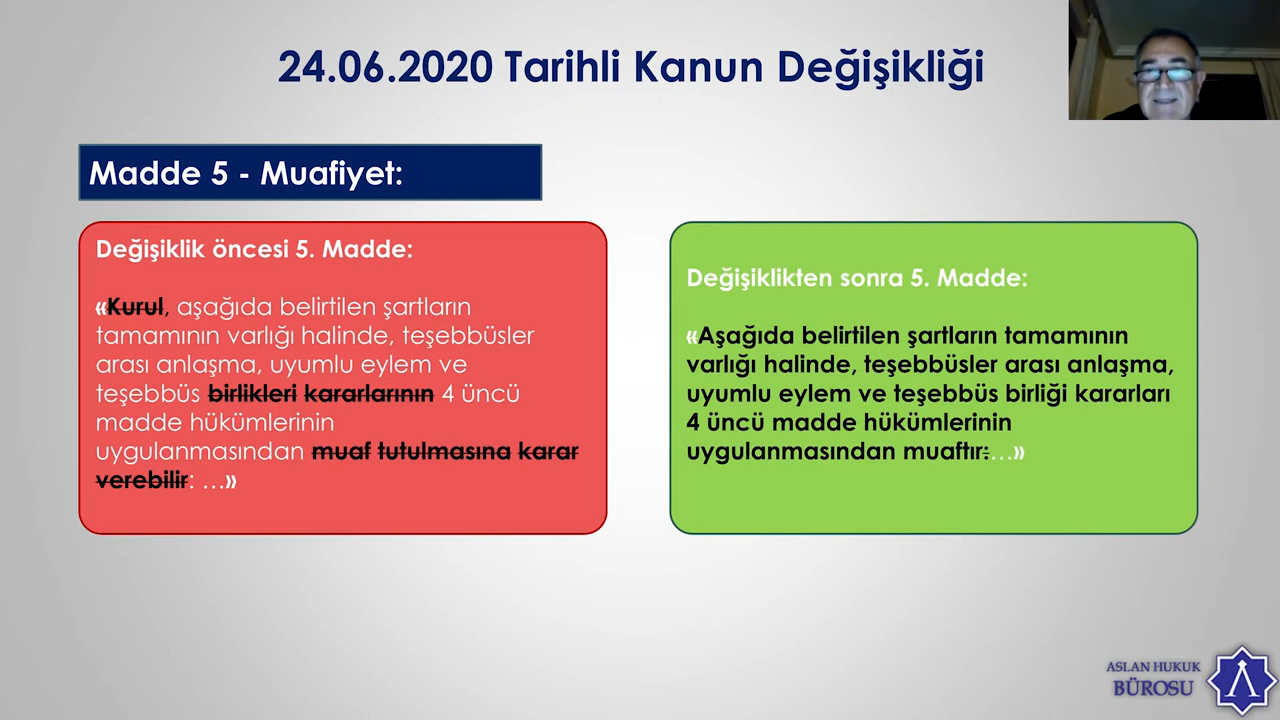 24.06.2020 Tarihli Kanun Değişikliği
Madde 5 - Muafiyet:
Değişiklik öncesi 5. Madde:
«Kurul, aşağıda belirtilen şartların
tamamının varlığı halinde, teşebbüsler
arası anlaşma, uyumlu eylem ve
teşebbüs birlikleri kararlarının 4 üncü
madde hükümlerinin
uygulanmasından muaf tutulmasına karar
verebilir: …»
Değişiklikten sonra 5. Madde:
«Aşağıda belirtilen şartların tamamının
varlığı halinde, teşebbüsler arası anlaşma,
uyumlu eylem ve teşebbüs birliği kararları
4 üncü madde hükümlerinin
uygulanmasından muaftır:…»
ASLAN HUKUK
BÜROSU